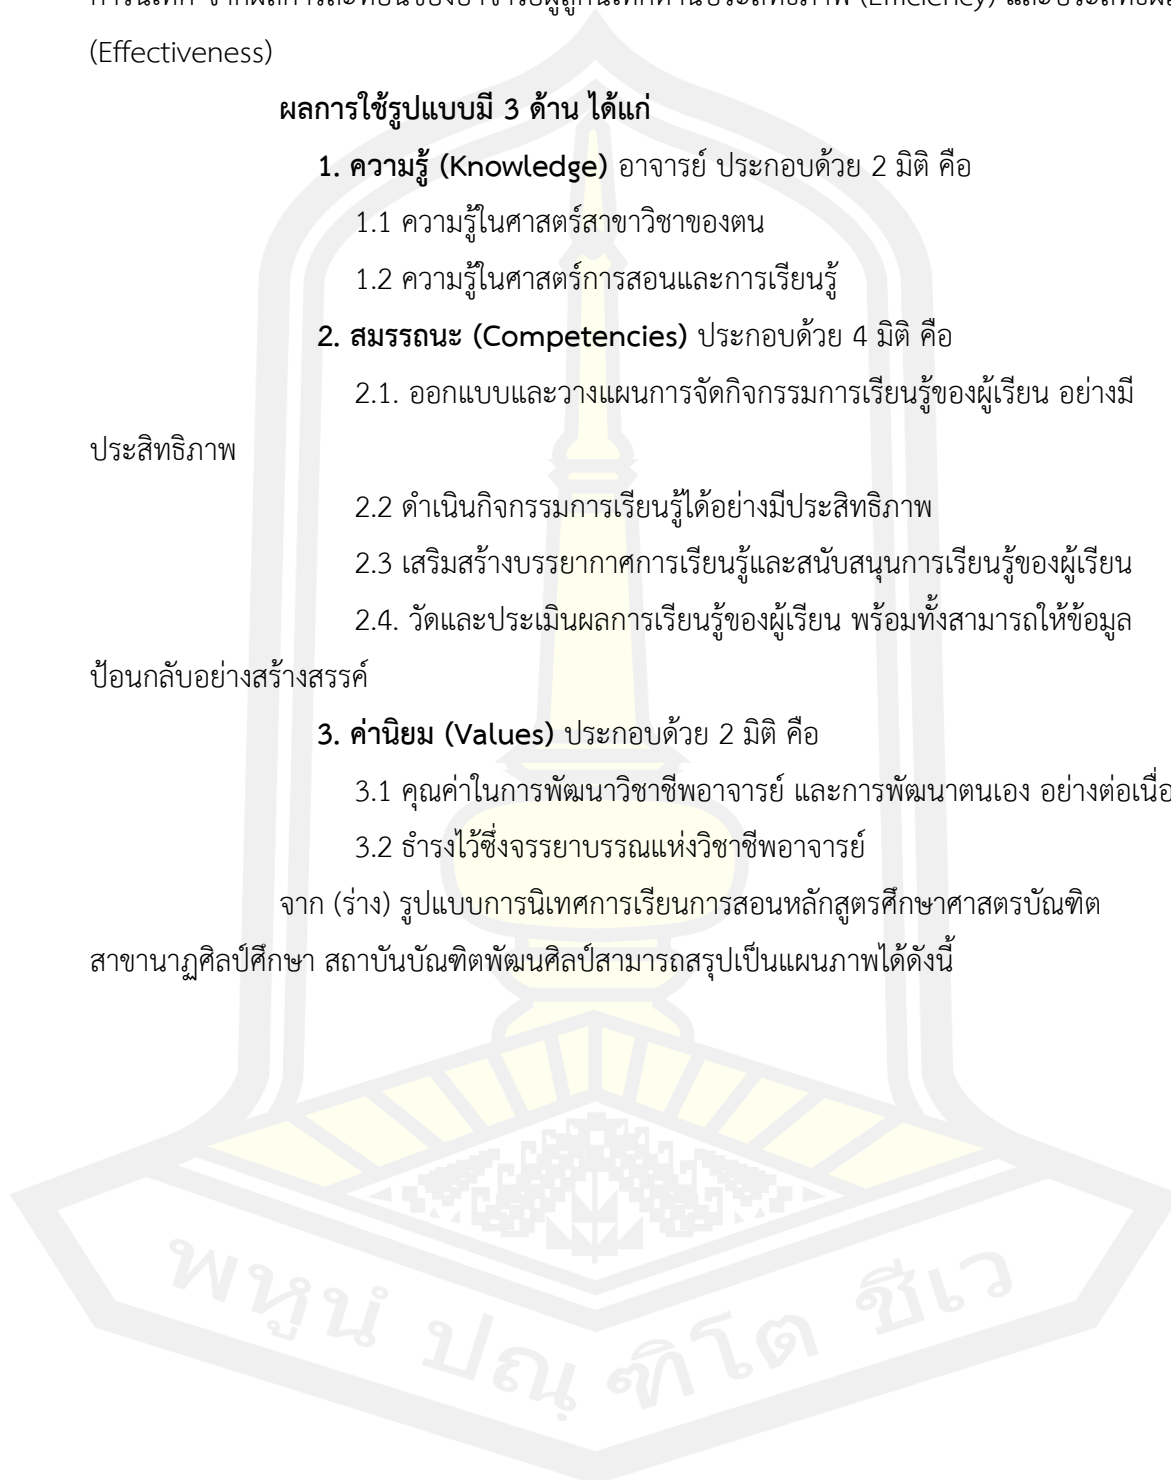 (Effectiveness)
ผลการใช้รูปแบบมี 3 ด้าน ได้แก่
1. ความรู้ (Knowledge) อาจารย์ ประกอบด้วย 2 มิติ คือ
1.1 ความรู้ในศาสตร์สาขาวิชาของตน
1.2 ความรู้ในศาสตร์การสอนและการเรียนรู้
2. สมรรถนะ (Competencies) ประกอบด้วย 4 มิติ คือ
2.1. ออกแบบและวางแผนการจัดกิจกรรมการเรียนรู้ของผู้เรียน อย่างมี
ประสิทธิภาพ
2.2 ดำเนินกิจกรรมการเรียนรู้ได้อย่างมีประสิทธิภาพ
2.3 เสริมสร้างบรรยากาศการเรียนรู้และสนับสนุนการเรียนรู้ของผู้เรียน
2.4. วัดและประเมินผลการเรียนรู้ของผู้เรียน พร้อมทั้งสามารถให้ข้อมูล
ป้อนกลับอย่างสร้างสรรค์
3. ค่านิยม (Values) ประกอบด้วย 2 มิติ คือ
3.1 คุณค่าในการพัฒนาวิชาชีพอาจารย์ และการพัฒนาตนเอง อย่างต่อเนื่อ
3.2 ธำรงไว้ซึ่งจรรยาบรรณแห่งวิชาชีพอาจารย์
จาก (ร่าง) รูปแบบการนิเทศการเรียนการสอนหลักสูตรศึกษาศาสตรบัณฑิต
สาขานาฏศิลป์ศึกษา สถาบันบัณฑิตพัฒนศิลป์สามารถสรุปเป็นแผนภาพได้ดังนี้
พหูนํ ปณฺฑิโต ชีเว